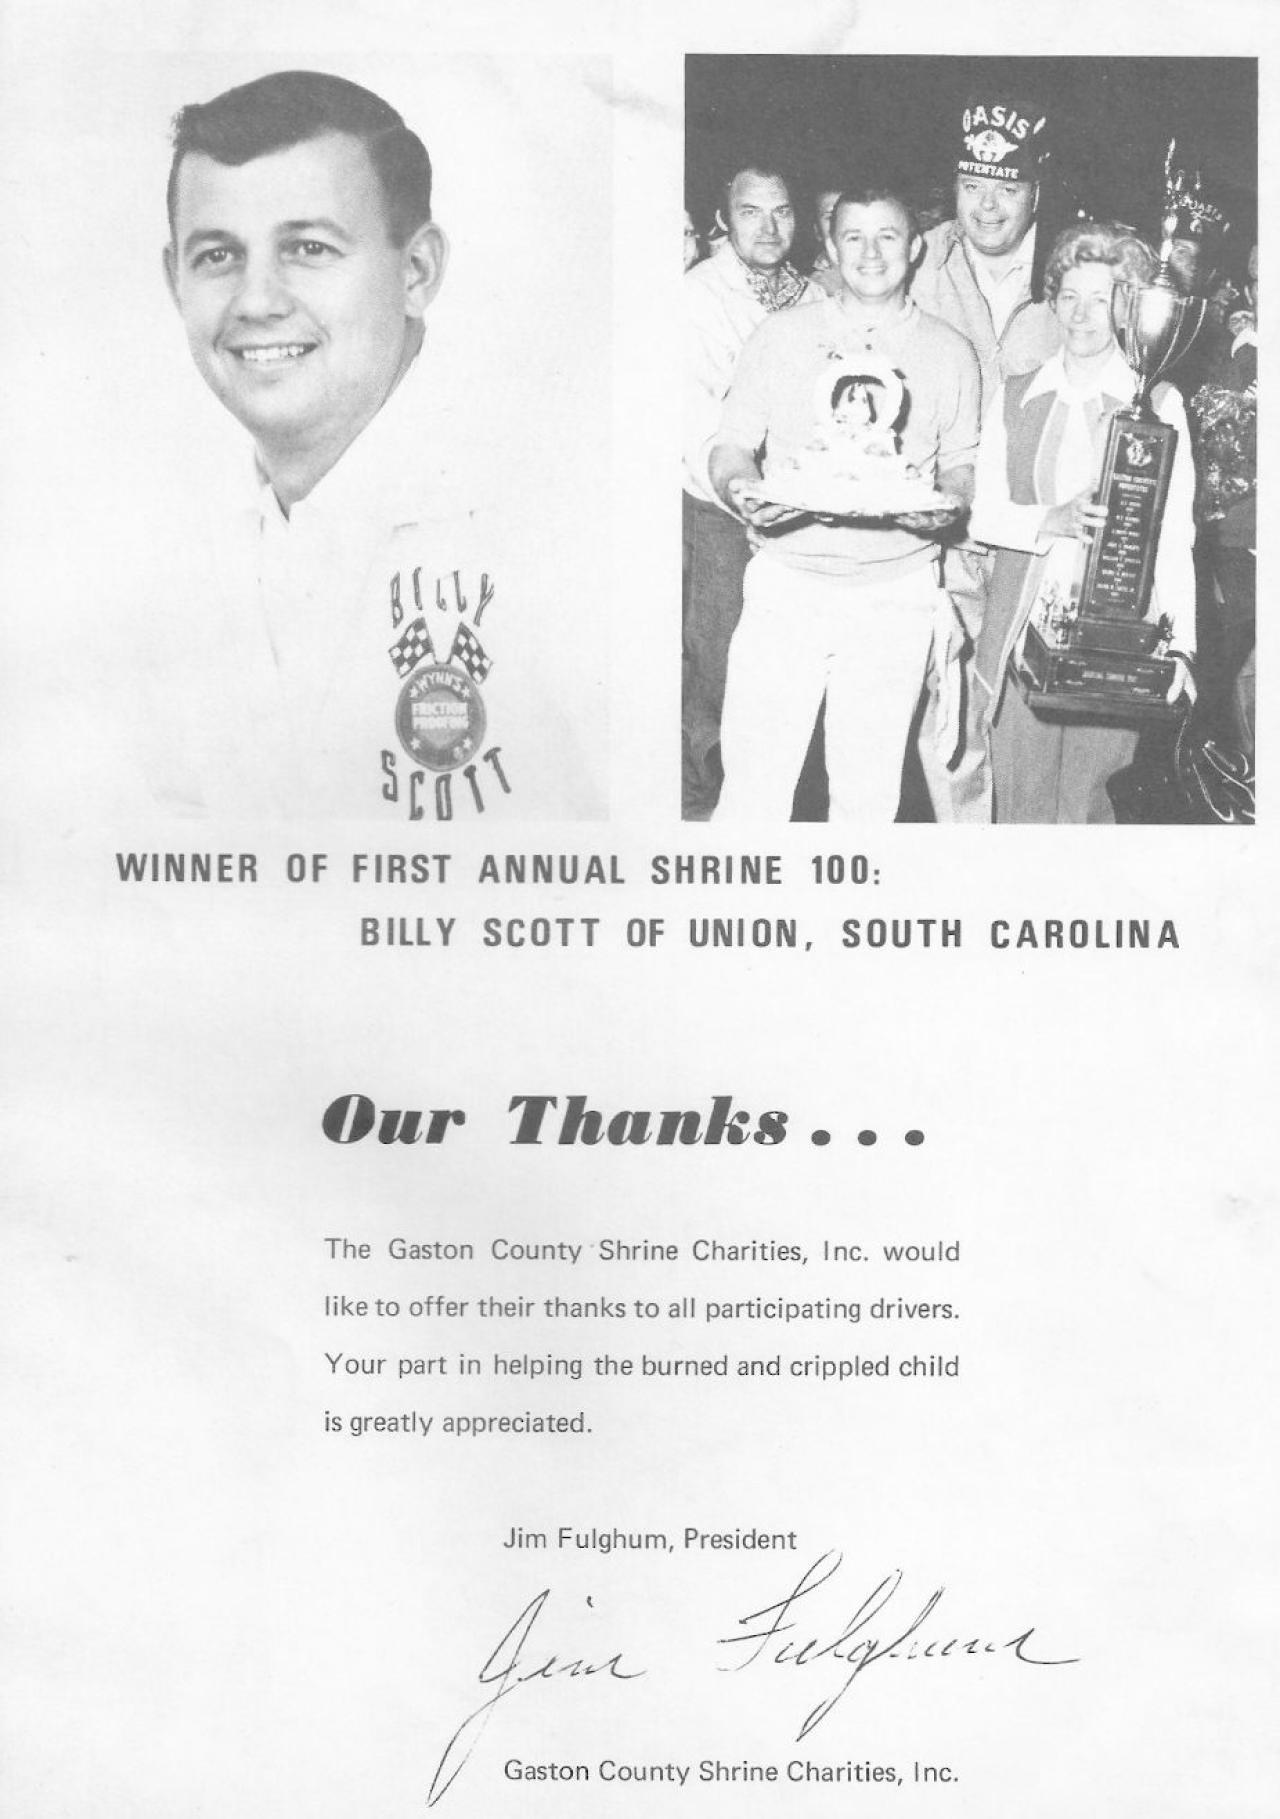 BILLY
WYNN'S
FRICTION
PROOFING
SCOTT
OASIS
POTENTATE
WINNER OF FIRST ANNUAL SHRINE 100:
BILLY SCOTT OF UNION, SOUTH CAROLINA
Our Thanks...
The Gaston County Shrine Charities, Inc. would
like to offer their thanks to all participating drivers.
Your part in helping the burned and crippled child
is greatly appreciated.
Jim Fulghum, President
Jim Fulghum
Gaston County Shrine Charities, Inc.